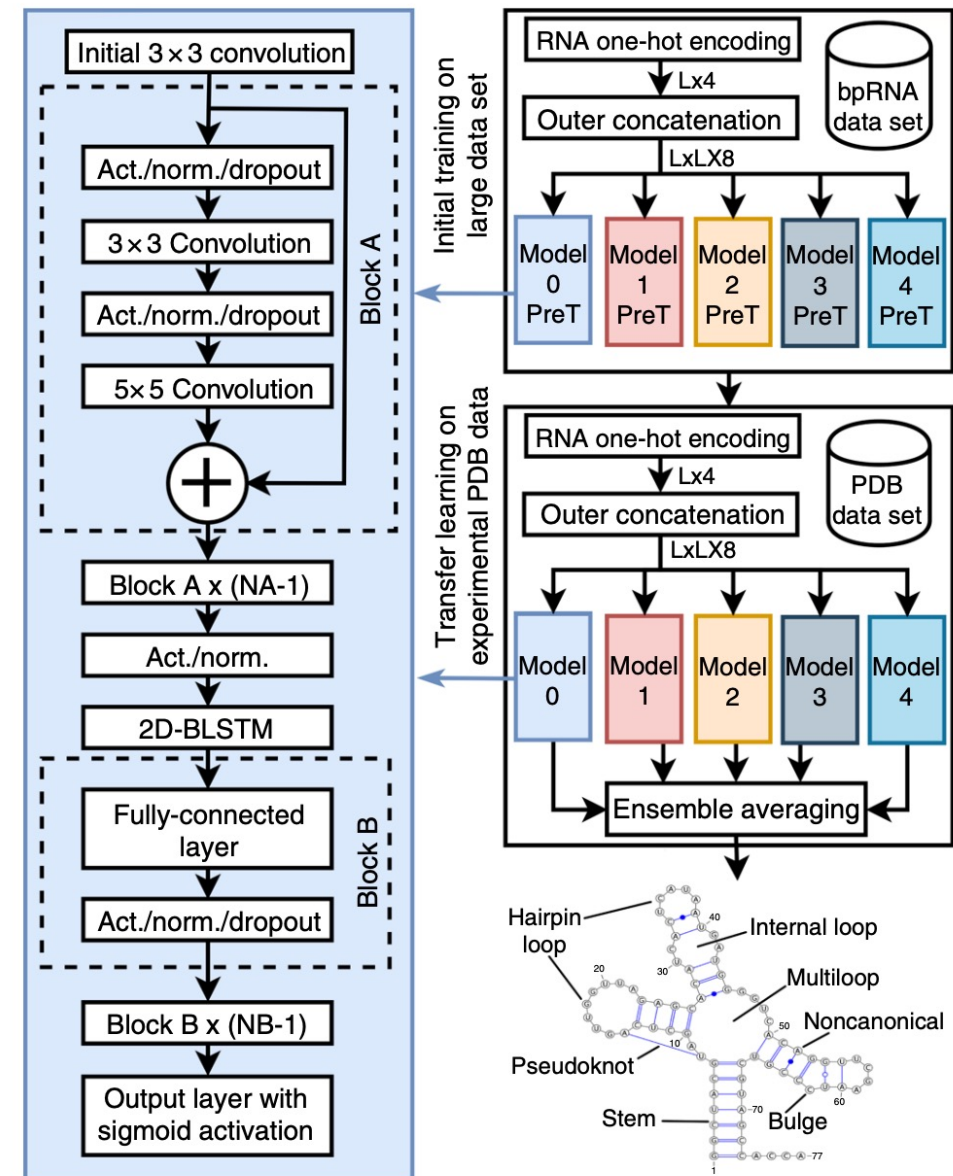 Initial 3×3 convolution
Act./norm./dropout
3×3 Convolution
Act./norm./dropout
5×5 Convolution
+
Block A
Block A x (NA-1)
Act./norm.
2D-BLSTM
Fully-connected
layer
Act./norm./dropout
Block B
Block B x (NB-1)
Output layer with
sigmoid activation
Initial training on
large data set
RNA one-hot encoding
Lx4
Outer concatenation
LxLX8
bpRNA
data set
Model
0
PreT
Model
1
PreT
Model
2
PreT
Model
3
PreT
Model
4
PreT
Transfer learning on
experimental PDB data
RNA one-hot encoding
Lx4
Outer concatenation
LxLX8
PDB
data set
Model
0
Model
1
Model
2
Model
3
Model
4
Ensemble averaging
Hairpin
loop
40
Internal loop
30
20
Multiloop
50
Noncanonical
10
Pseudoknot
60
Bulge
70
Stem
77
1